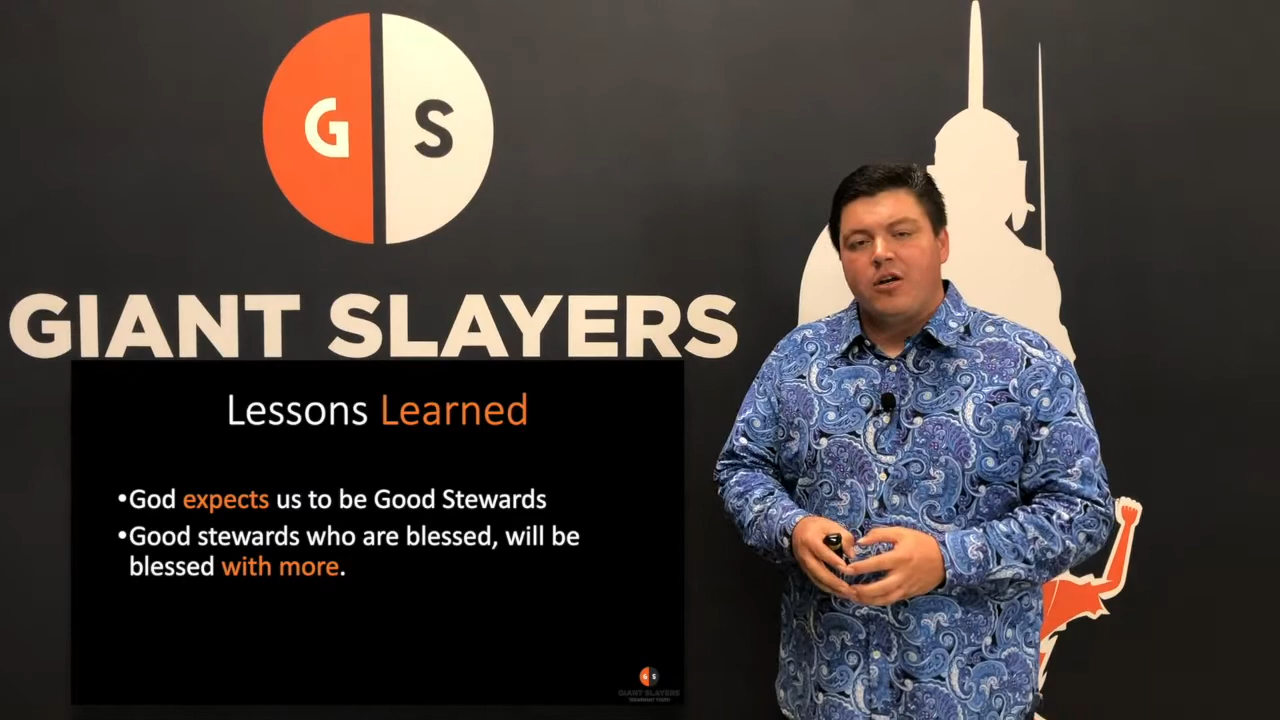 G S
GIANT SLAYERS
Lessons Learned
•God expects us to be Good Stewards
•Good stewards who are blessed, will be
blessed with more.
G S
GIANT SLAYERS